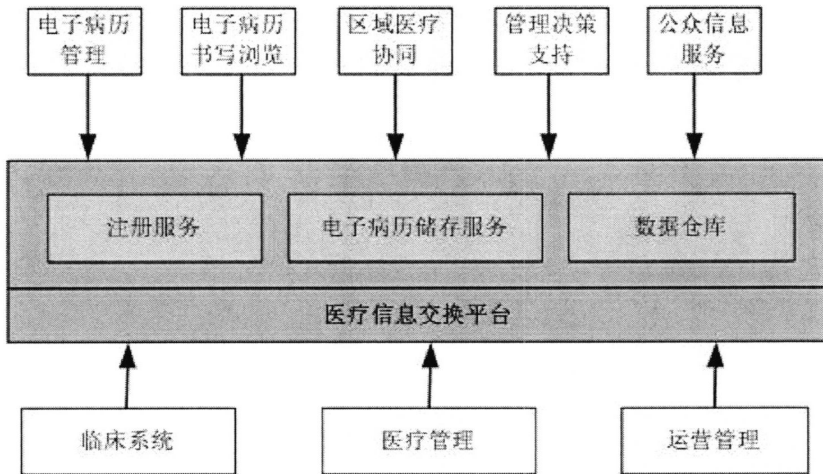 电子病历
管理
电子病历
书写浏览
区域医疗
协同
管理决策
支持
公众信息
服务
注册服务
电子病历储存服务
数据仓库
医疗信息交换平台
临床系统
医疗管理
运营管理